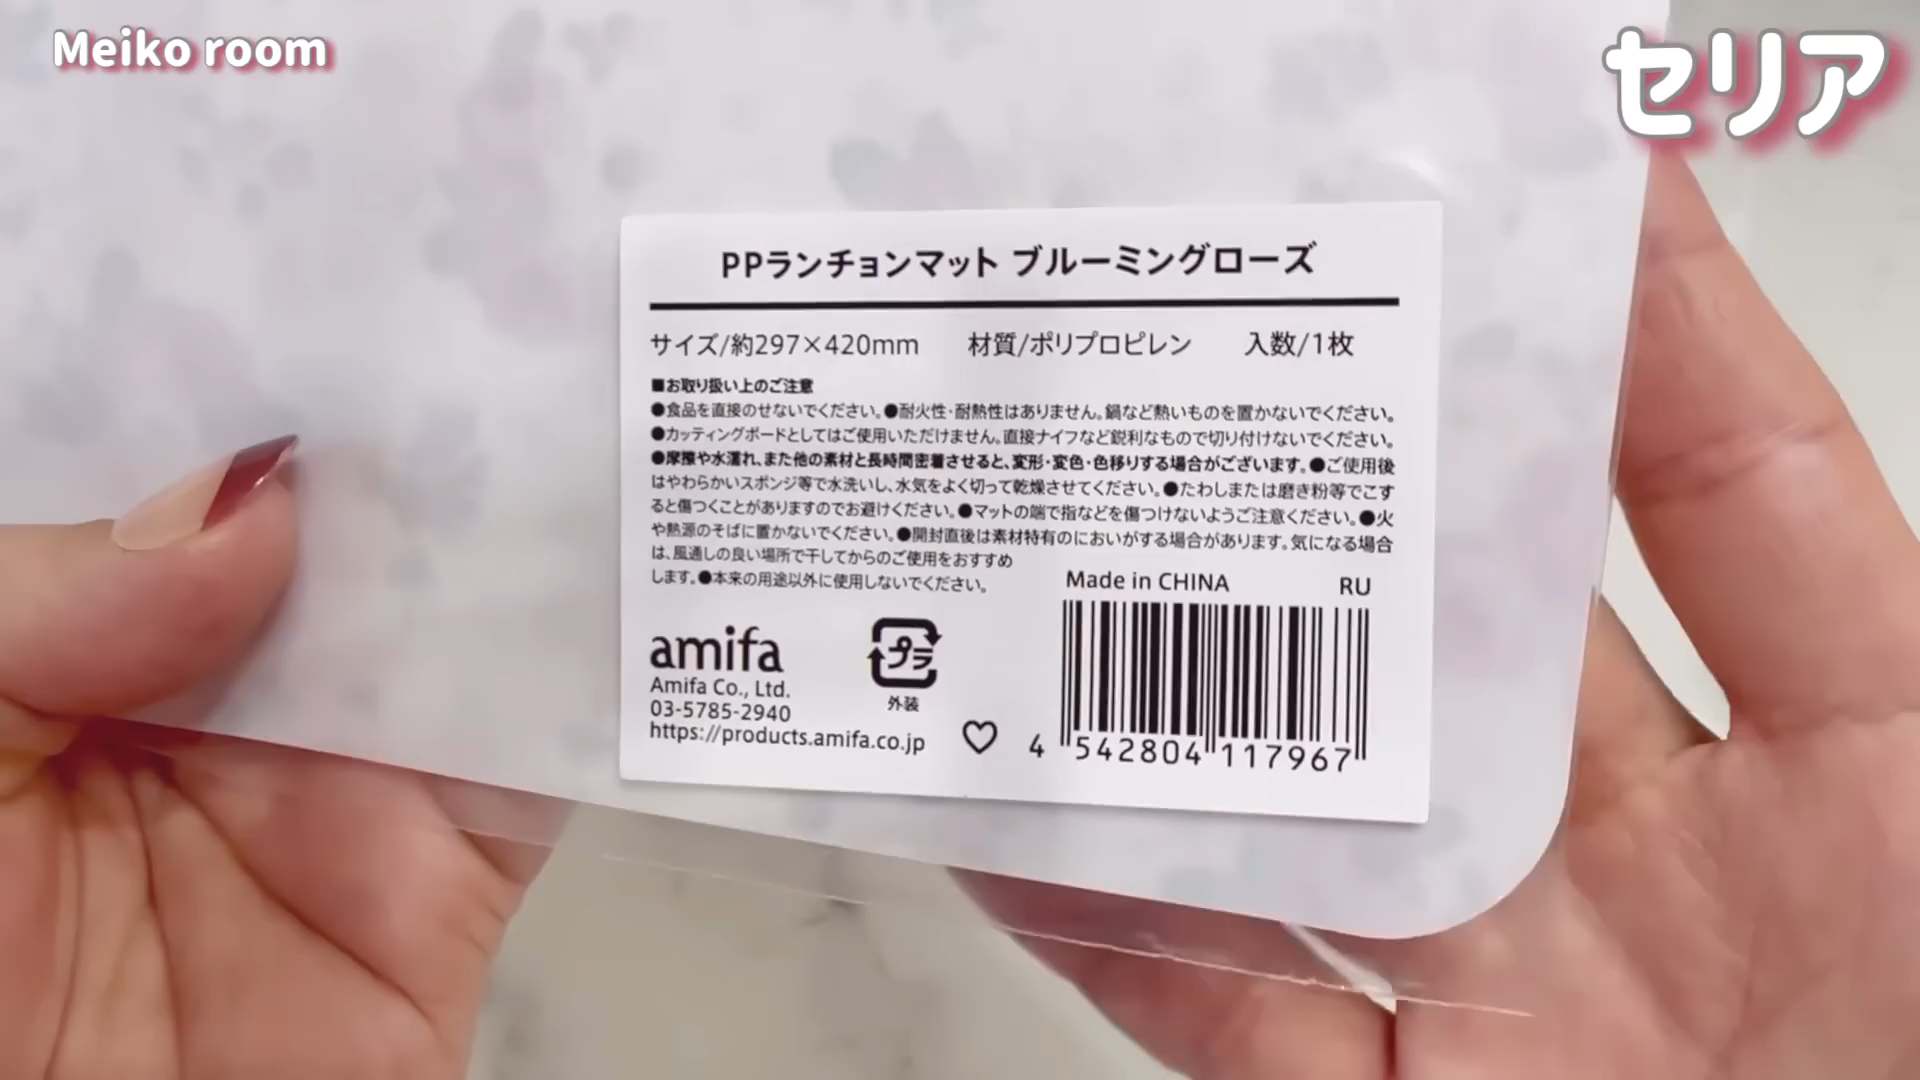 Meiko room
セリア
PPランチョンマット ブルーミングローズ
サイズ/約297×420mm 材質/ポリプロピレン 入数/1枚
■お取り扱い上のご注意
●食品を直接のせないでください。●耐火性・耐熱性はありません。鍋など熱いものを置かないでください。
●カッティングボードとしてはご使用いただけません。直接ナイフなど鋭利なもので切り付けないでください。
●摩擦や水濡れ、また他の素材と長時間密着させると、変形・変色・色移りする場合がございます。●ご使用後
はやわらかいスポンジ等で水洗いし、水気をよく切って乾燥させてください。●たわしまたは磨き粉等でこす
ると傷つくことがありますのでお避けください。●マットの端で指などを傷つけないようご注意ください。●火
や熱源のそばに置かないでください。●開封直後は素材特有のにおいがする場合があります。気になる場合
は、風通しの良い場所で干してからのご使用をおすすめ
します。●本来の用途以外に使用しないでください。
Made in CHINA RU
amifa
Amifa Co., Ltd.
03-5785-2940
https://products.amifa.co.jp
プラ
外装
4 542804 117967